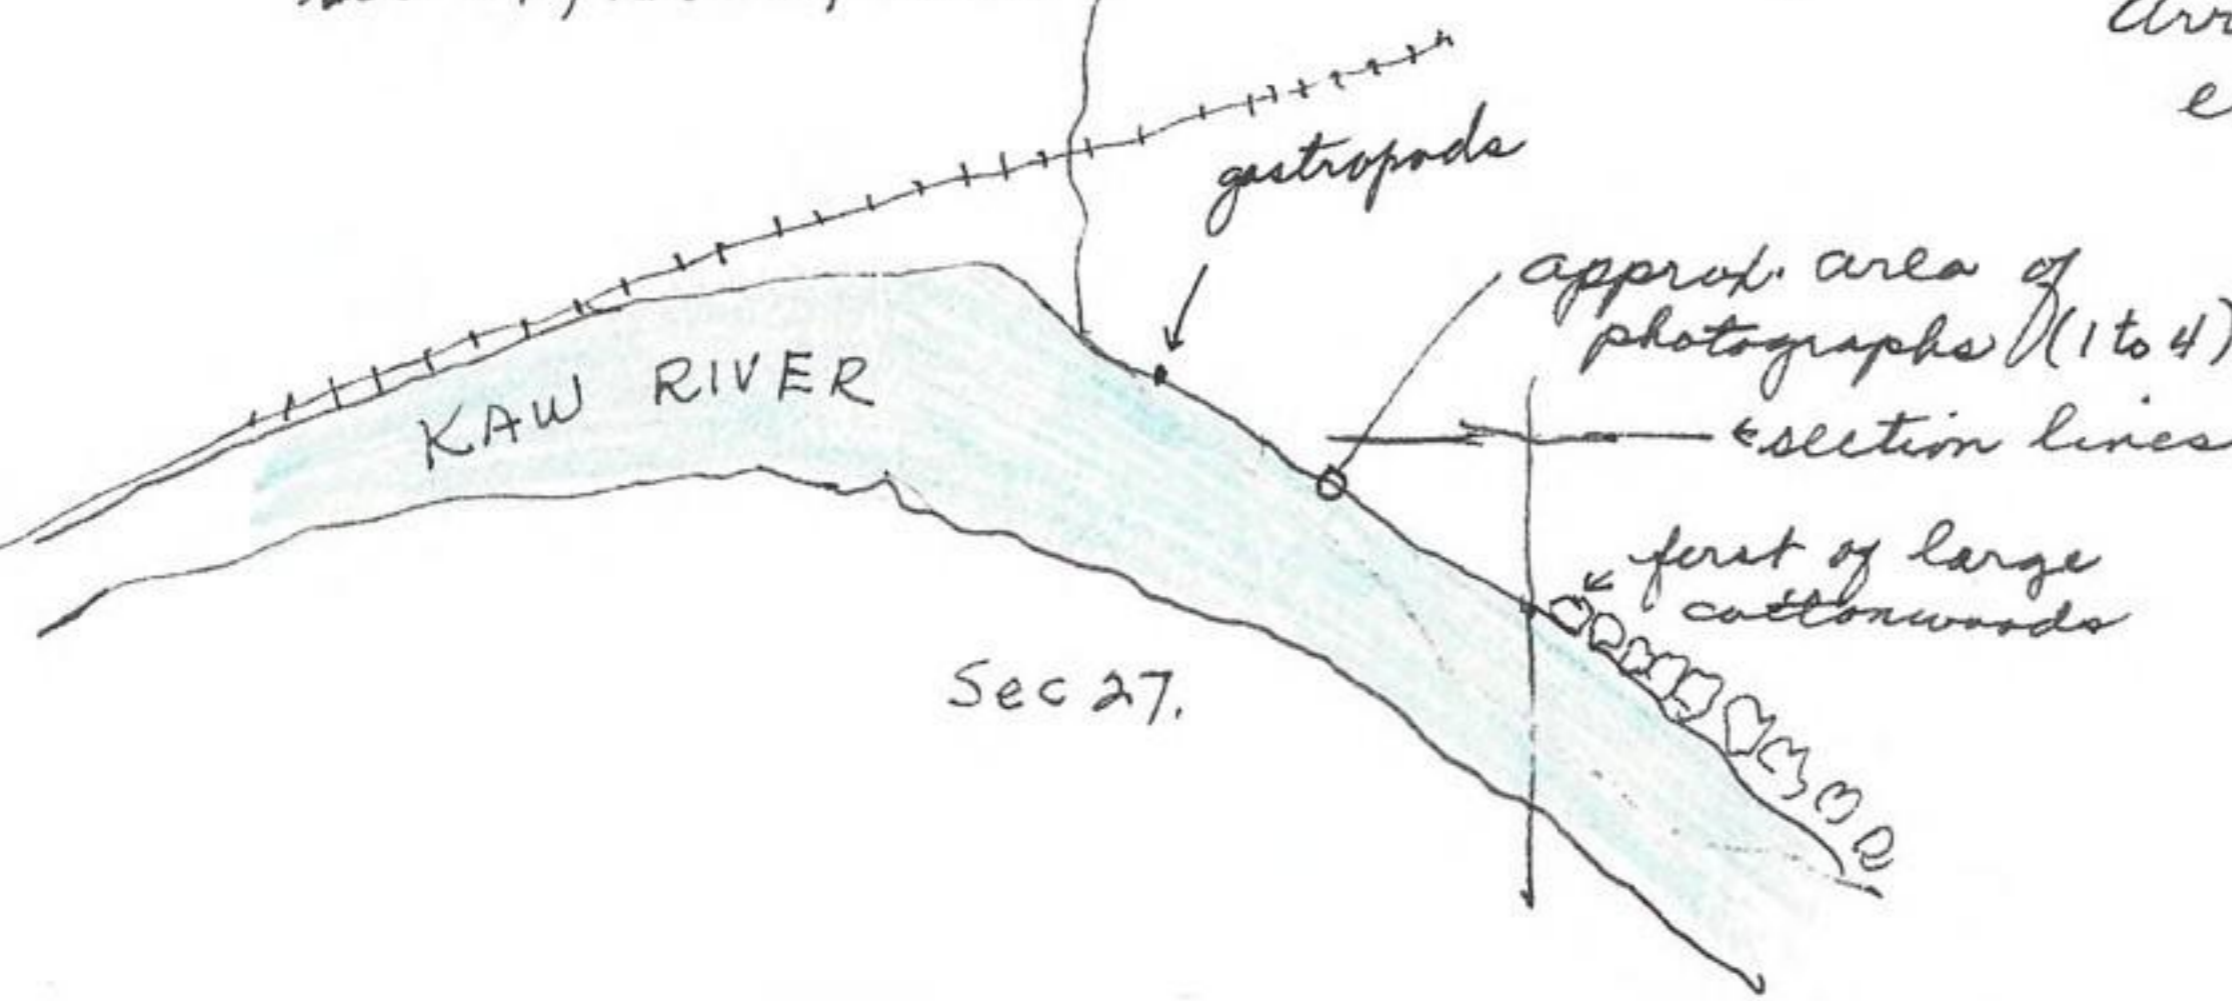 gastropods
approx. area of
photographs (1 to 4)
section lines
KAW RIVER
first of large
cottonwoods
Sec 27.